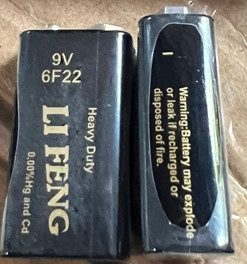 9V
6F22
Heavy Duty
LI FENG
0.00%Hg and Cd
Warning:Battery may explode
or leak if recharged or
disposed of fire.